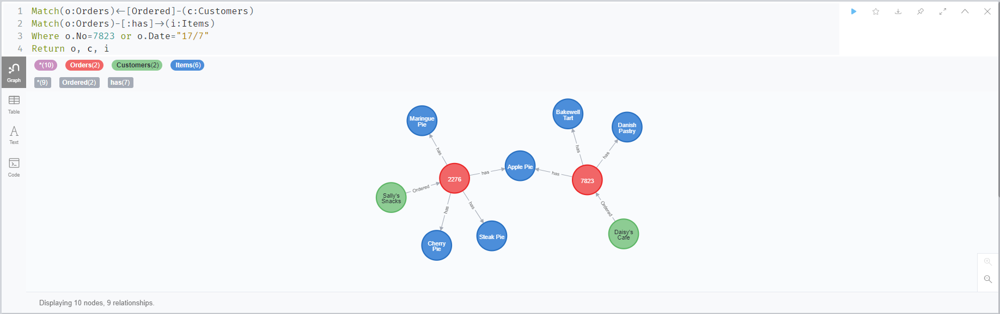 1 Match(o:Orders)<-[Ordered]-(c:Customers)
2 Match(o:Orders)-[:has]->(i:Items)
3 Where o.No=7823 or o.Date="17/7"
4 Return o, c, i
*(10) Orders(2) Customers(2) Items(6)
*(9) Ordered(2) has(7)
Graph
Table
Text
Code
Maringue
Pie
Bakewell
Tart
Danish
Pastry
has
has
has
Apple Pie
2276
has
has
7823
Sally's
Snacks
Ordered
has
has
Ordered
Cherry
Pie
Steak Pie
Daisy's
Cafe
Displaying 10 nodes, 9 relationships.